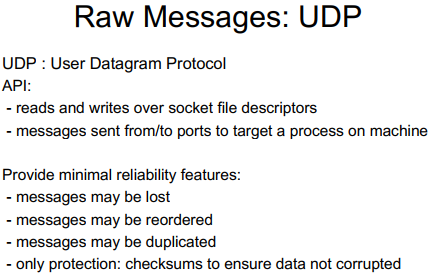 Raw Messages: UDP
UDP : User Datagram Protocol
API:
- reads and writes over socket file descriptors
- messages sent from/to ports to target a process on machine
Provide minimal reliability features:
- messages may be lost
- messages may be reordered
- messages may be duplicated
- only protection: checksums to ensure data not corrupted